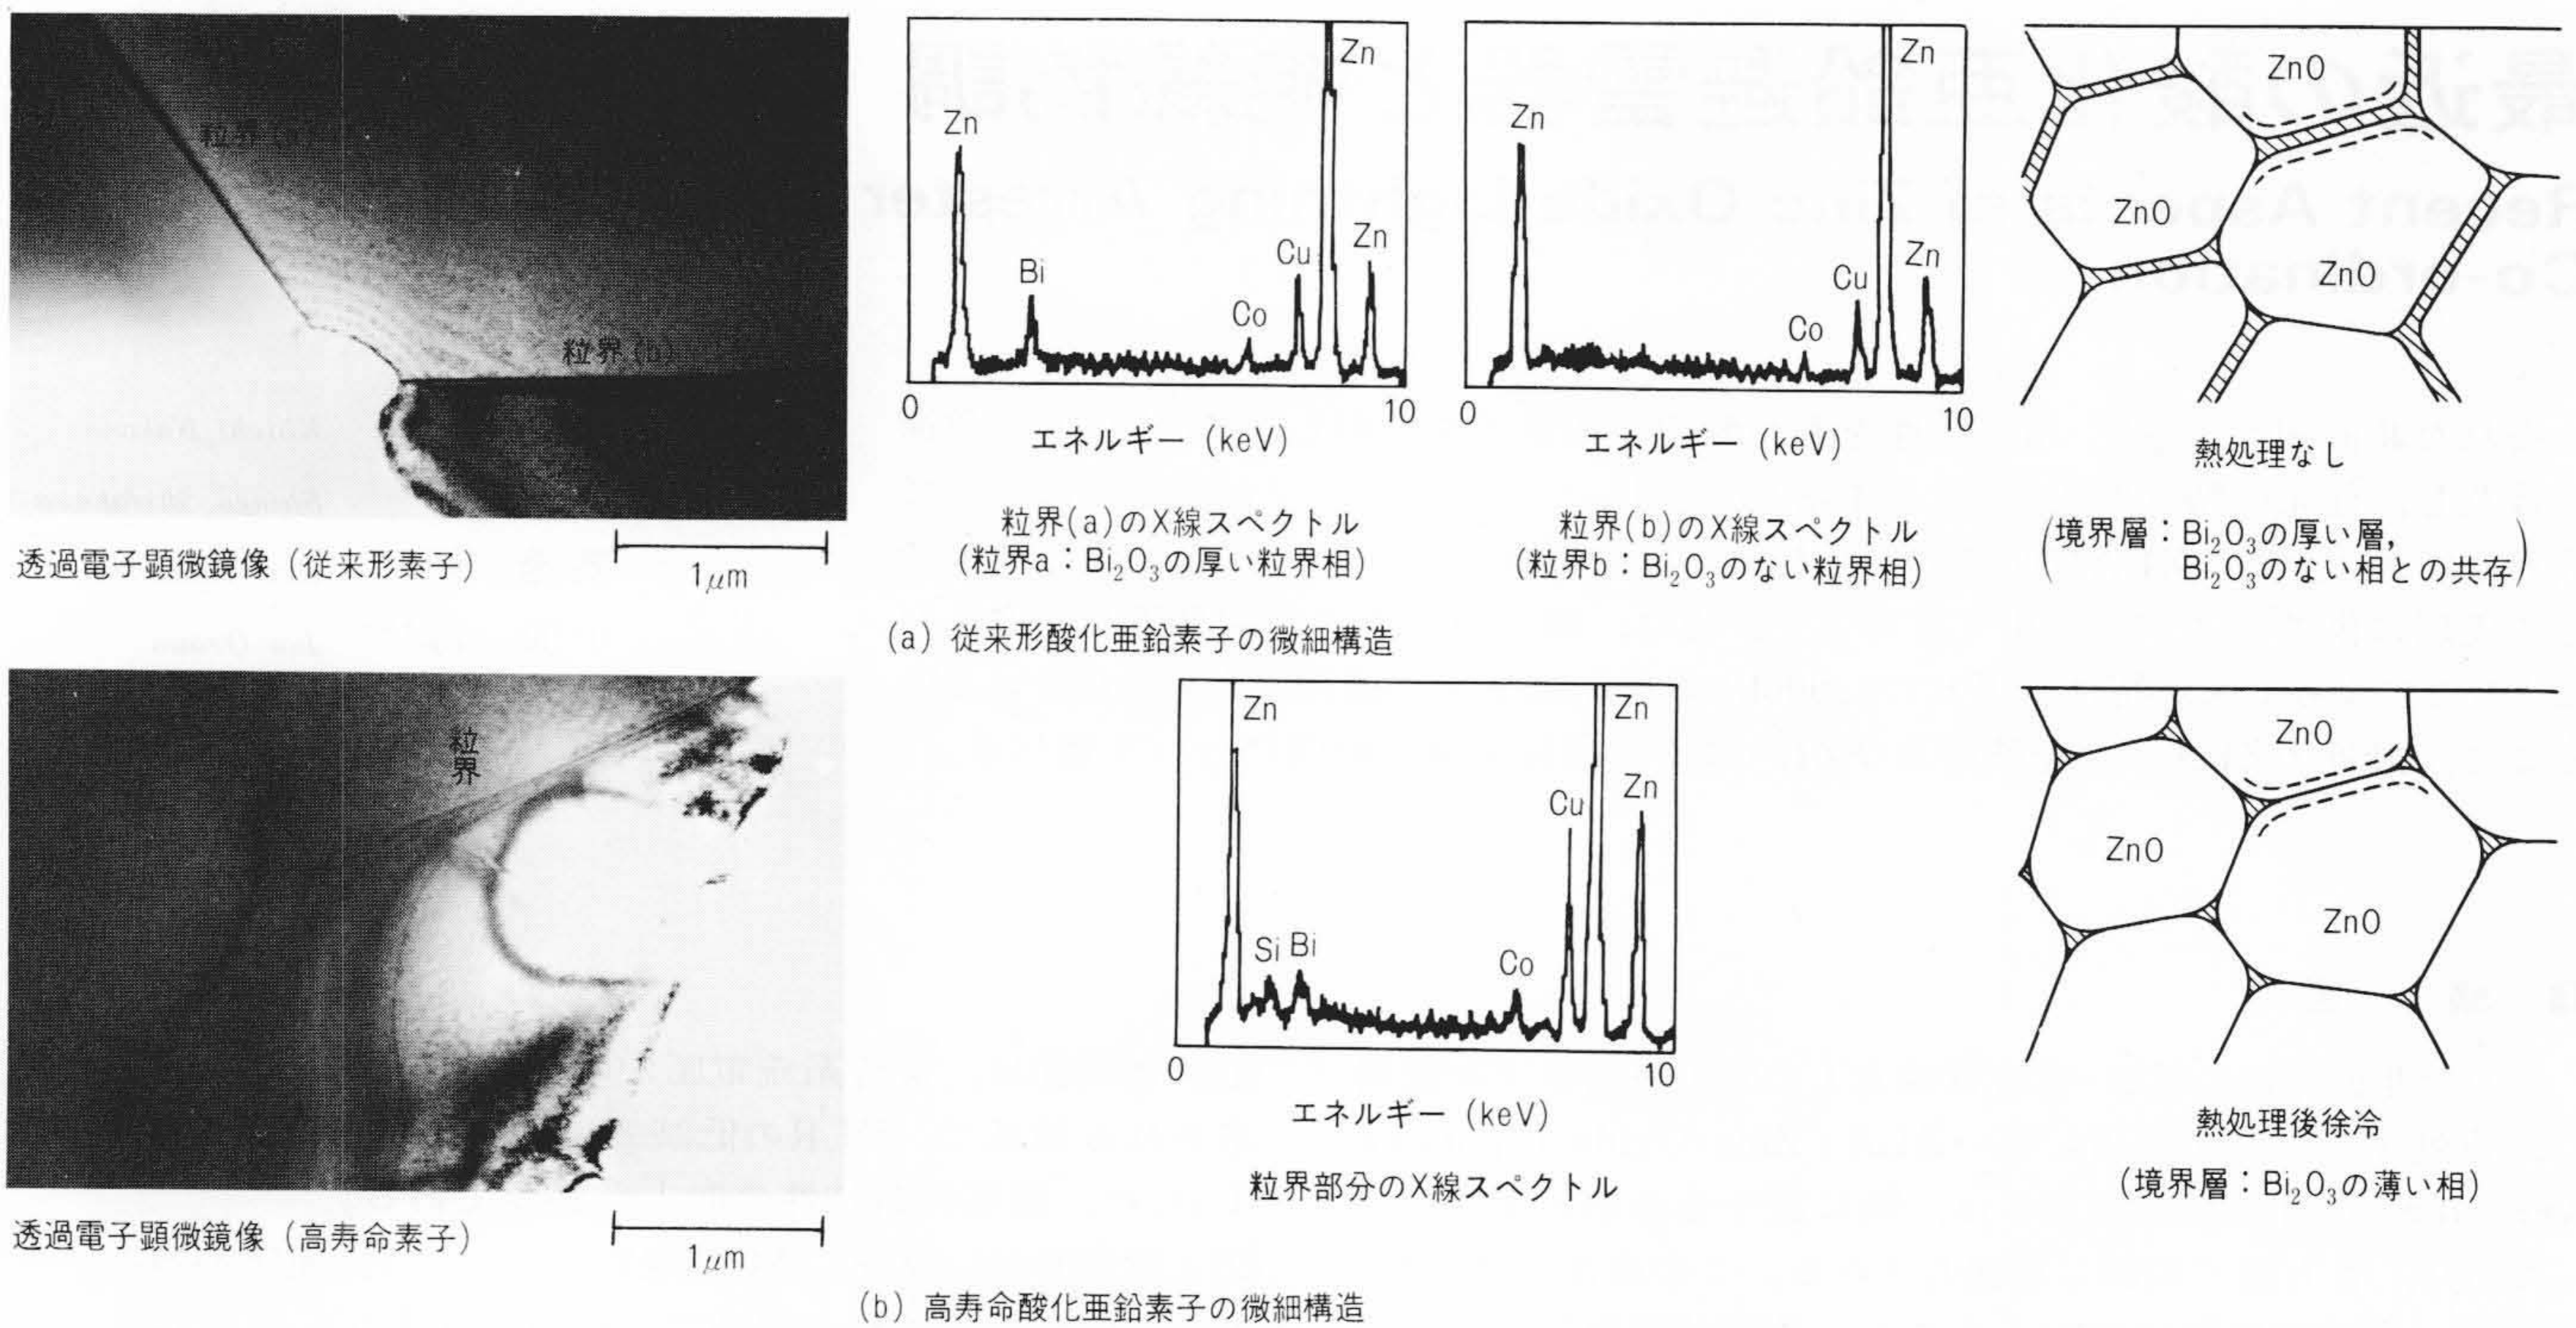 粒界(a)
粒界(b)
透過電子顕微鏡像（従来形素子）
1μm
Zn
Bi
Co
Cu
Zn
Zn
0
10
エネルギー (keV)
粒界(a)のX線スペクトル
(粒界a：Bi₂O₃の厚い粒界相)
Zn
Co
Cu
Zn
Zn
0
10
エネルギー (keV)
粒界(b)のX線スペクトル
(粒界b：Bi₂O₃のない粒界相)
ZnO
ZnO
ZnO
熱処理なし
(境界層：Bi₂O₃の厚い層,
Bi₂O₃のない相との共存)
(a) 従来形酸化亜鉛素子の微細構造
粒界
透過電子顕微鏡像（高寿命素子）
1μm
Zn
Si
Bi
Co
Cu
Zn
Zn
0
10
エネルギー (keV)
粒界部分のX線スペクトル
ZnO
ZnO
ZnO
熱処理後徐冷
(境界層：Bi₂O₃の薄い相)
(b) 高寿命酸化亜鉛素子の微細構造